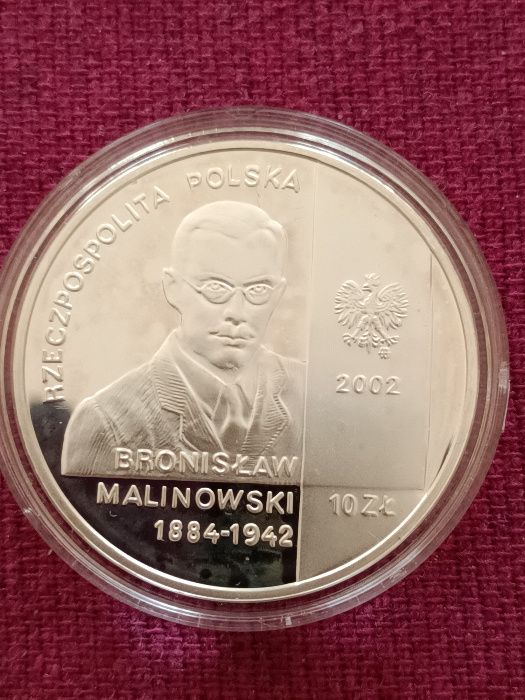 RZECZPOSPOLITA POLSKA
2002
BRONISŁAW
MALINOWSKI
1884-1942
10 ZŁ